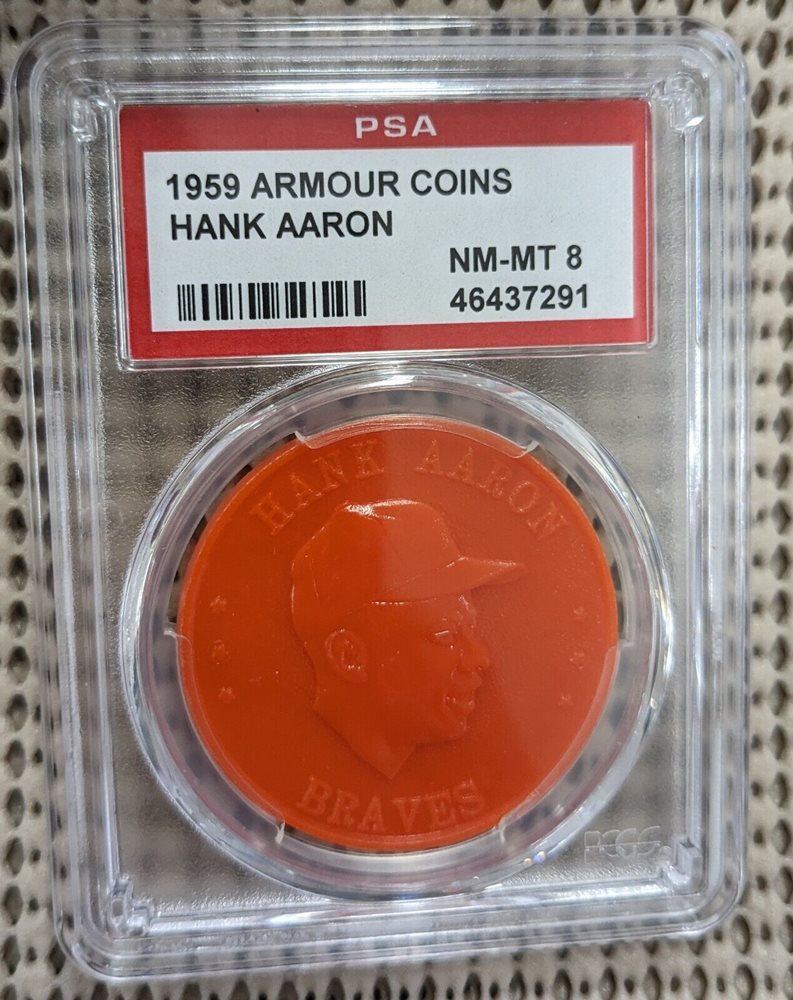 PSA
1959 ARMOUR COINS
HANK AARON
NM-MT 8
46437291
HANK AARON
BRAVES
PCGS